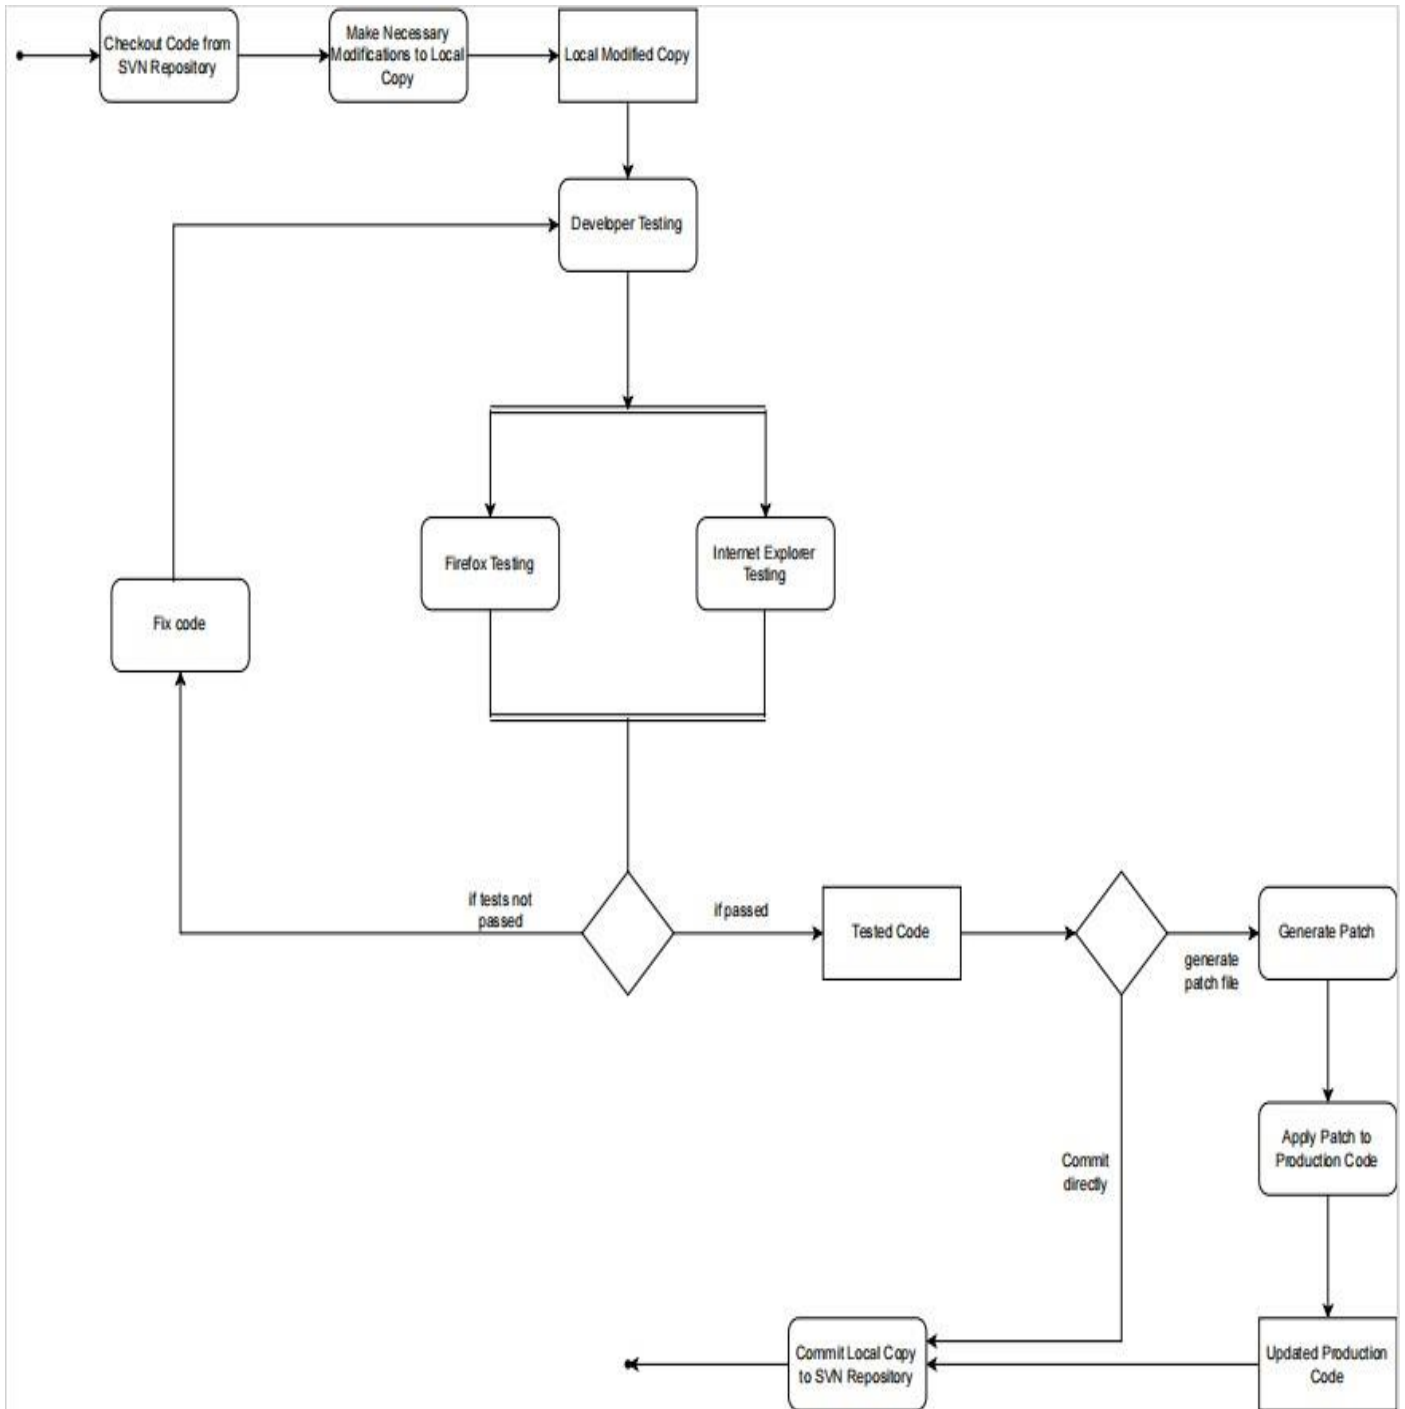 Checkout Code from
SVN Repository
Make Necessary
Modifications to Local
Copy
Local Modified Copy
Developer Testing
Firefox Testing
Internet Explorer
Testing
Fix code
if tests not
passed
if passed
Tested Code
generate
patch file
Generate Patch
Commit
directly
Apply Patch to
Production Code
Commit Local Copy
to SVN Repository
Updated Production
Code